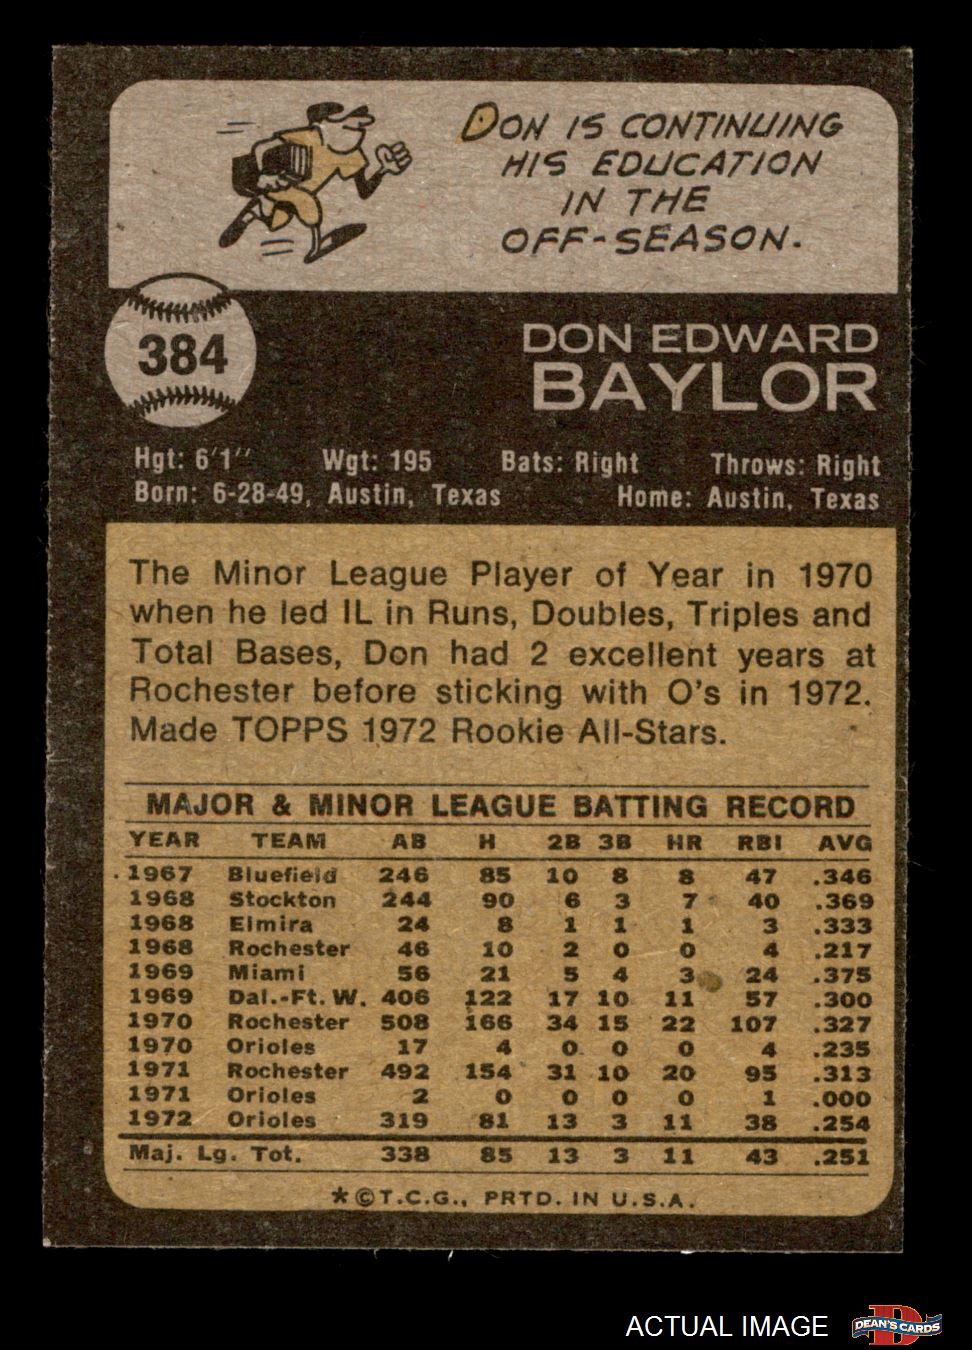 DON IS CONTINUING
HIS EDUCATION
IN THE
OFF-SEASON.
384
DON EDWARD
BAYLOR
Hgt: 6'1" Wgt: 195 Bats: Right Throws: Right
Born: 6-28-49, Austin, Texas Home: Austin, Texas
The Minor League Player of Year in 1970
when he led IL in Runs, Doubles, Triples and
Total Bases, Don had 2 excellent years at
Rochester before sticking with O's in 1972.
Made TOPPS 1972 Rookie All-Stars.
MAJOR & MINOR LEAGUE BATTING RECORD
YEAR TEAM AB H 2B 3B HR RBI AVG
1967 Bluefield 246 85 10 8 8 47 .346
1968 Stockton 244 90 6 3 7 40 .369
1968 Elmira 24 8 1 1 1 3 .333
1968 Rochester 46 10 2 0 0 4 .217
1969 Miami 56 21 5 4 3 24 .375
1969 Dal.-Ft. W. 406 122 17 10 11 57 .300
1970 Rochester 508 166 34 15 22 107 .327
1970 Orioles 17 4 0 0 0 4 .235
1971 Rochester 492 154 31 10 20 95 .313
1971 Orioles 2 0 0 0 0 1 .000
1972 Orioles 319 81 13 3 11 38 .254
Maj. Lg. Tot. 338 85 13 3 11 43 .251
*©T.C.G., PRTD. IN U.S.A.
ACTUAL IMAGE
D
DEAN'S CARDS